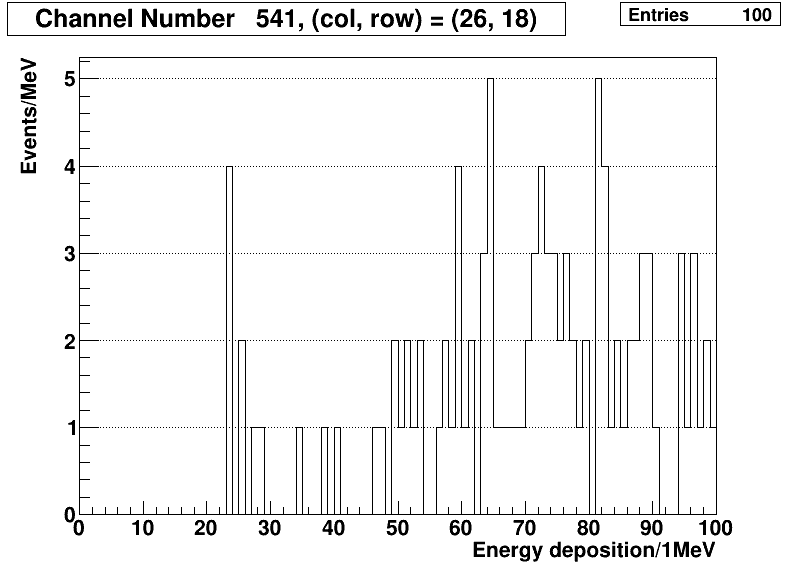 Channel Number 541, (col, row) = (26, 18)
Entries 100
Events/MeV
5
4
3
2
1
0
0 10 20 30 40 50 60 70 80 90 100
Energy deposition/1MeV